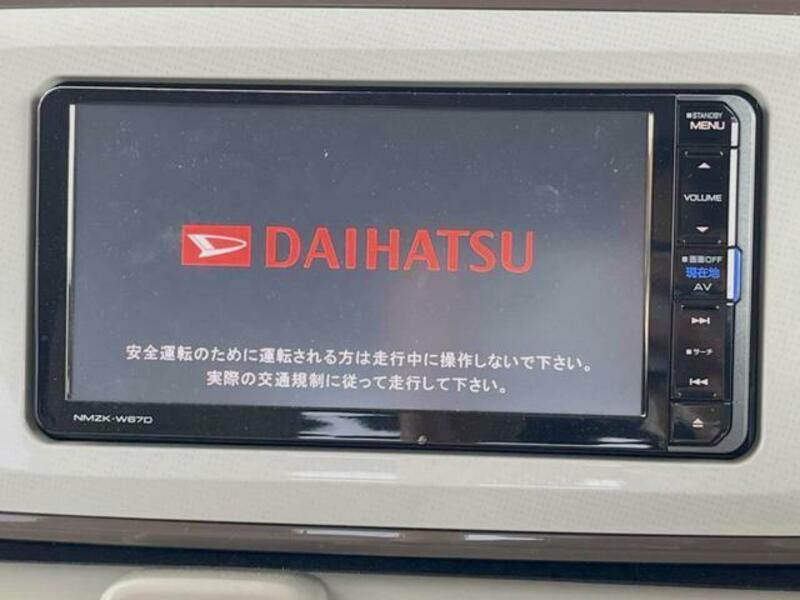 DAIHATSU
安全運転のために運転される方は走行中に操作しないで下さい。
実際の交通規制に従って走行して下さい。
NMZK-W67D
■STANDBY
MENU
VOLUME
■画面OFF
現在地
AV
■サーチ